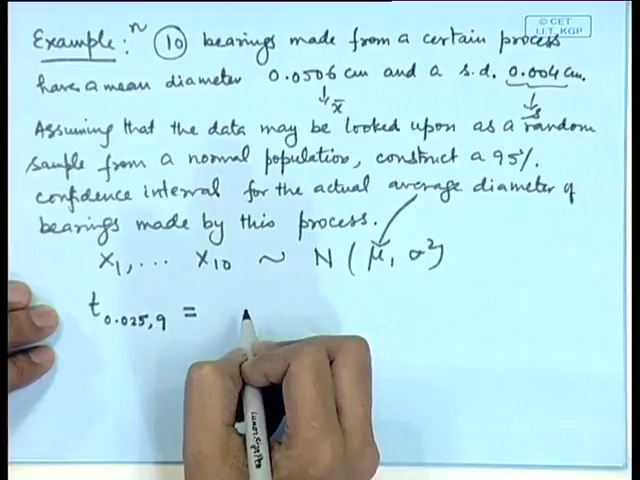 © CET
I.I.T. KGP
Example: n 10 bearings made from a certain process
have a mean diameter 0.0506 cm and a s.d. 0.004 cm.
↓ x̄ ↓ s
Assuming that the data may be looked upon as a random
sample from a normal population, construct a 95%
confidence interval for the actual average diameter of
bearings made by this process.
X₁, ... X₁₀ ~ N(μ, σ²)
t₀.₀₂₅,₉ =